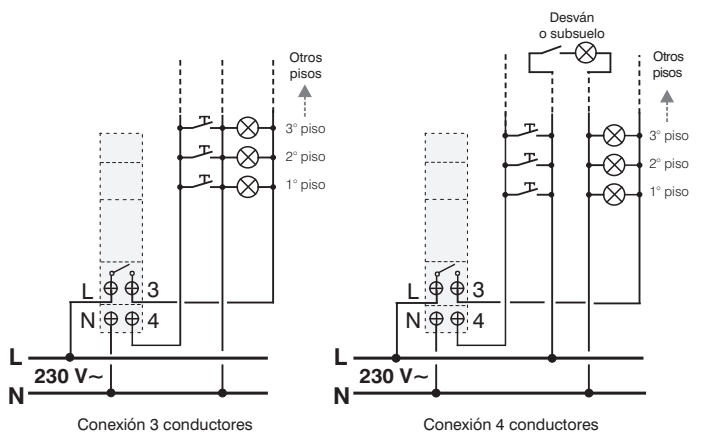 Otros
pisos
3° piso
2° piso
1° piso
L
3
N
4
L
230 V~
N
Conexión 3 conductores
Desván
o subsuelo
Otros
pisos
3° piso
2° piso
1° piso
L
3
N
4
L
230 V~
N
Conexión 4 conductores